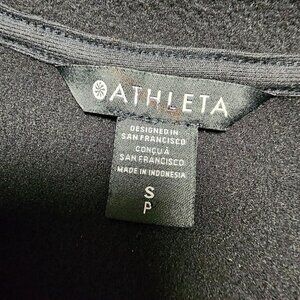 ATHLETA
DESIGNED IN
SAN FRANCISCO
CONÇU À
SAN FRANCISCO
MADE IN INDONESIA
S
P